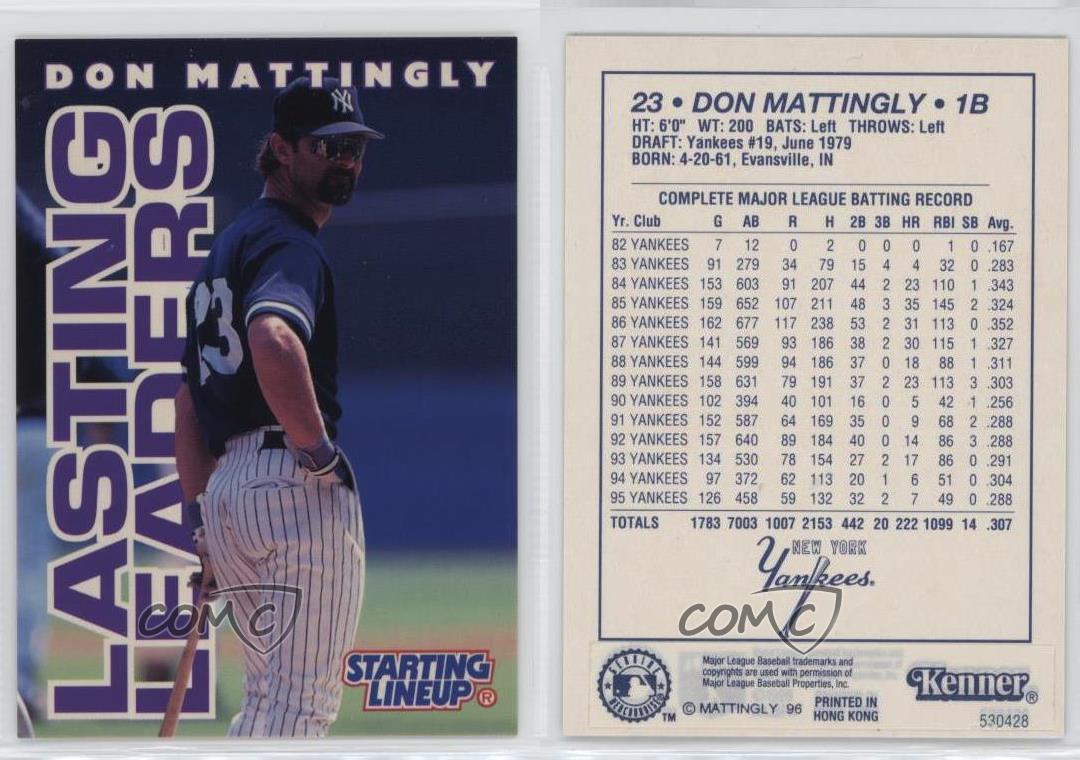 DON MATTINGLY
LASTING
LEADERS
NY
23
STARTING
LINEUP®
COMC
23 • DON MATTINGLY • 1B
HT: 6'0" WT: 200 BATS: Left THROWS: Left
DRAFT: Yankees #19, June 1979
BORN: 4-20-61, Evansville, IN
COMPLETE MAJOR LEAGUE BATTING RECORD
Yr. Club G AB R H 2B 3B HR RBI SB Avg.
82 YANKEES 7 12 0 2 0 0 0 1 0 .167
83 YANKEES 91 279 34 79 15 4 4 32 0 .283
84 YANKEES 153 603 91 207 44 2 23 110 1 .343
85 YANKEES 159 652 107 211 48 3 35 145 2 .324
86 YANKEES 162 677 117 238 53 2 31 113 0 .352
87 YANKEES 141 569 93 186 38 2 30 115 1 .327
88 YANKEES 144 599 94 186 37 0 18 88 1 .311
89 YANKEES 158 631 79 191 37 2 23 113 3 .303
90 YANKEES 102 394 40 101 16 0 5 42 1 .256
91 YANKEES 152 587 64 169 35 0 9 68 2 .288
92 YANKEES 157 640 89 184 40 0 14 86 3 .288
93 YANKEES 134 530 78 154 27 2 17 86 0 .291
94 YANKEES 97 372 62 113 20 1 6 51 0 .304
95 YANKEES 126 458 59 132 32 2 7 49 0 .288
TOTALS 1783 7003 1007 2153 442 20 222 1099 14 .307
NEW YORK
Yankees®
COMC
GENUINE
MERCHANDISE
TM
Major League Baseball trademarks and
copyrights are used with permission of
Major League Baseball Properties, Inc.
© MATTINGLY 96
PRINTED IN
HONG KONG
Kenner®
530428